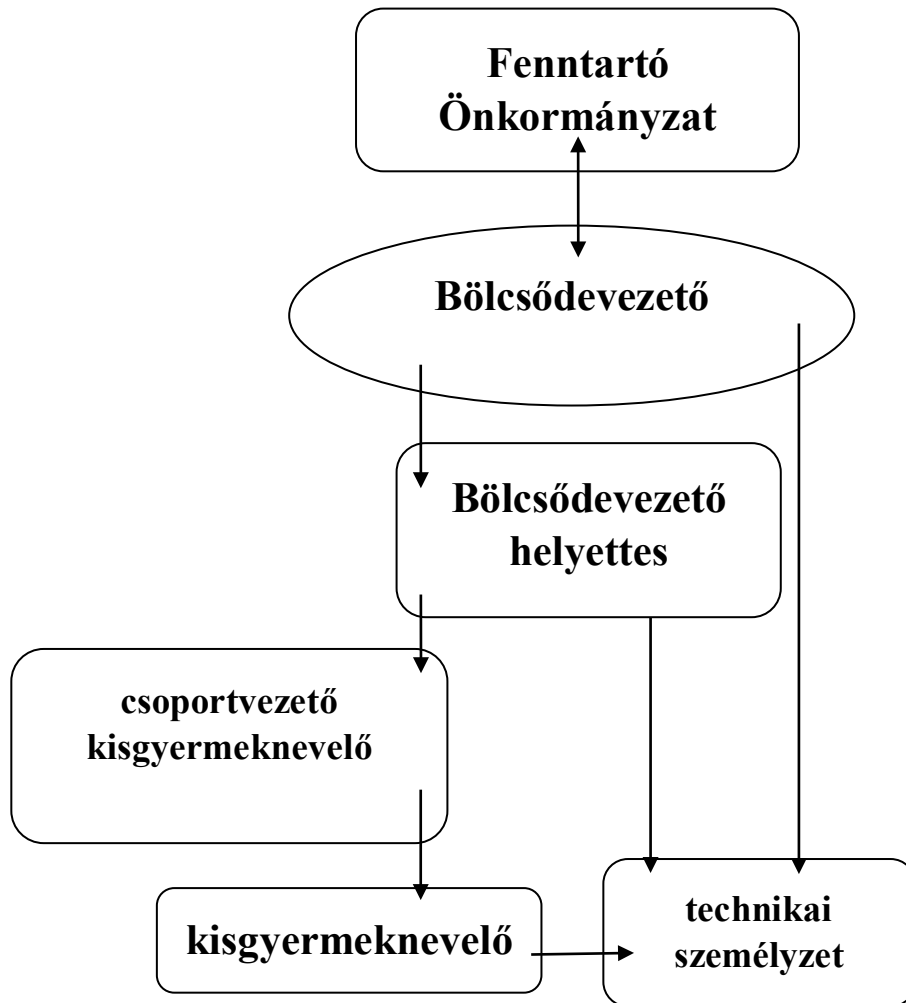 Fenntartó
Önkormányzat
Bölcsődevezető
Bölcsődevezető
helyettes
csoportvezető
kisgyermeknevelő
kisgyermeknevelő
technikai
személyzet